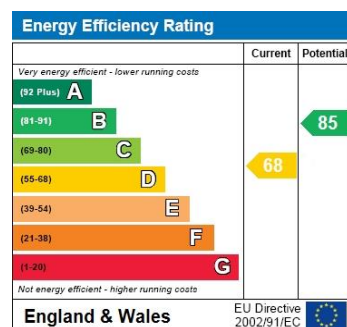 Energy Efficiency Rating
Current Potential
Very energy efficient - lower running costs
(92 Plus) A
(81-91) B
85
(69-80) C
68
(55-68) D
(39-54) E
(21-38) F
(1-20) G
Not energy efficient - higher running costs
England & Wales
EU Directive
2002/91/EC